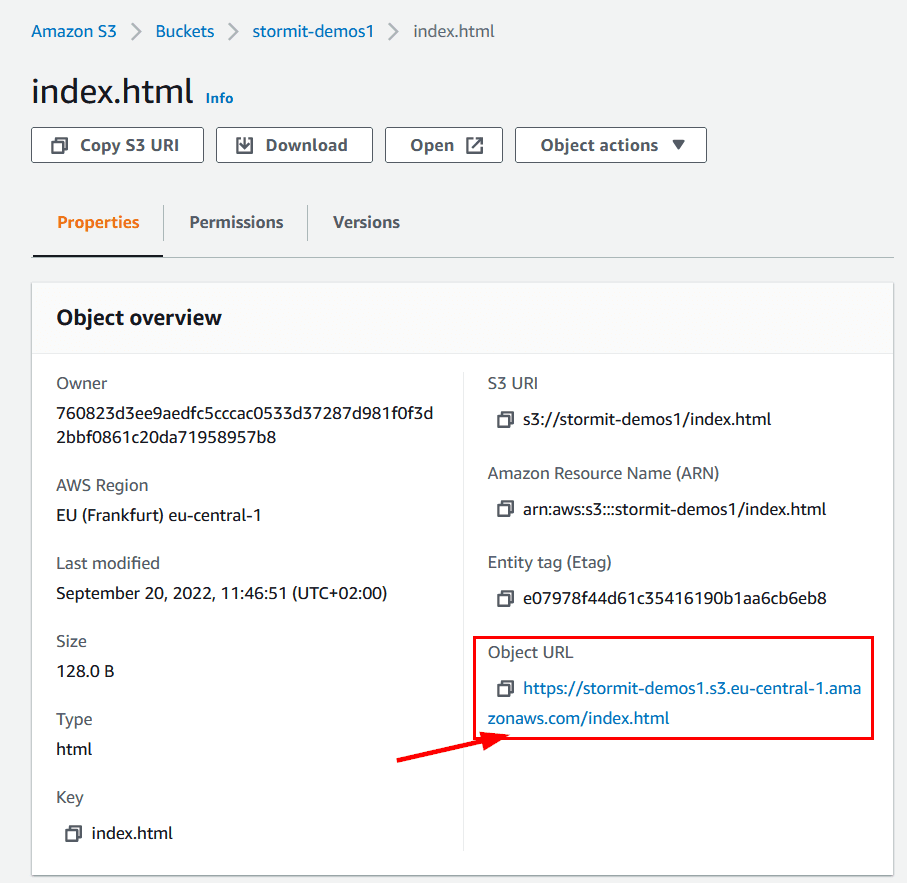 Amazon S3 > Buckets > stormit-demos1 > index.html
index.html Info
Copy S3 URI Download Open Object actions
Properties Permissions Versions
Object overview
Owner
760823d3ee9aedfc5cccac0533d37287d981f0f3d
2bbf0861c20da71958957b8
AWS Region
EU (Frankfurt) eu-central-1
Last modified
September 20, 2022, 11:46:51 (UTC+02:00)
Size
128.0 B
Type
html
Key
index.html
S3 URI
s3://stormit-demos1/index.html
Amazon Resource Name (ARN)
arn:aws:s3:::stormit-demos1/index.html
Entity tag (Etag)
e07978f44d61c35416190b1aa6cb6eb8
Object URL
https://stormit-demos1.s3.eu-central-1.ama
zonaws.com/index.html